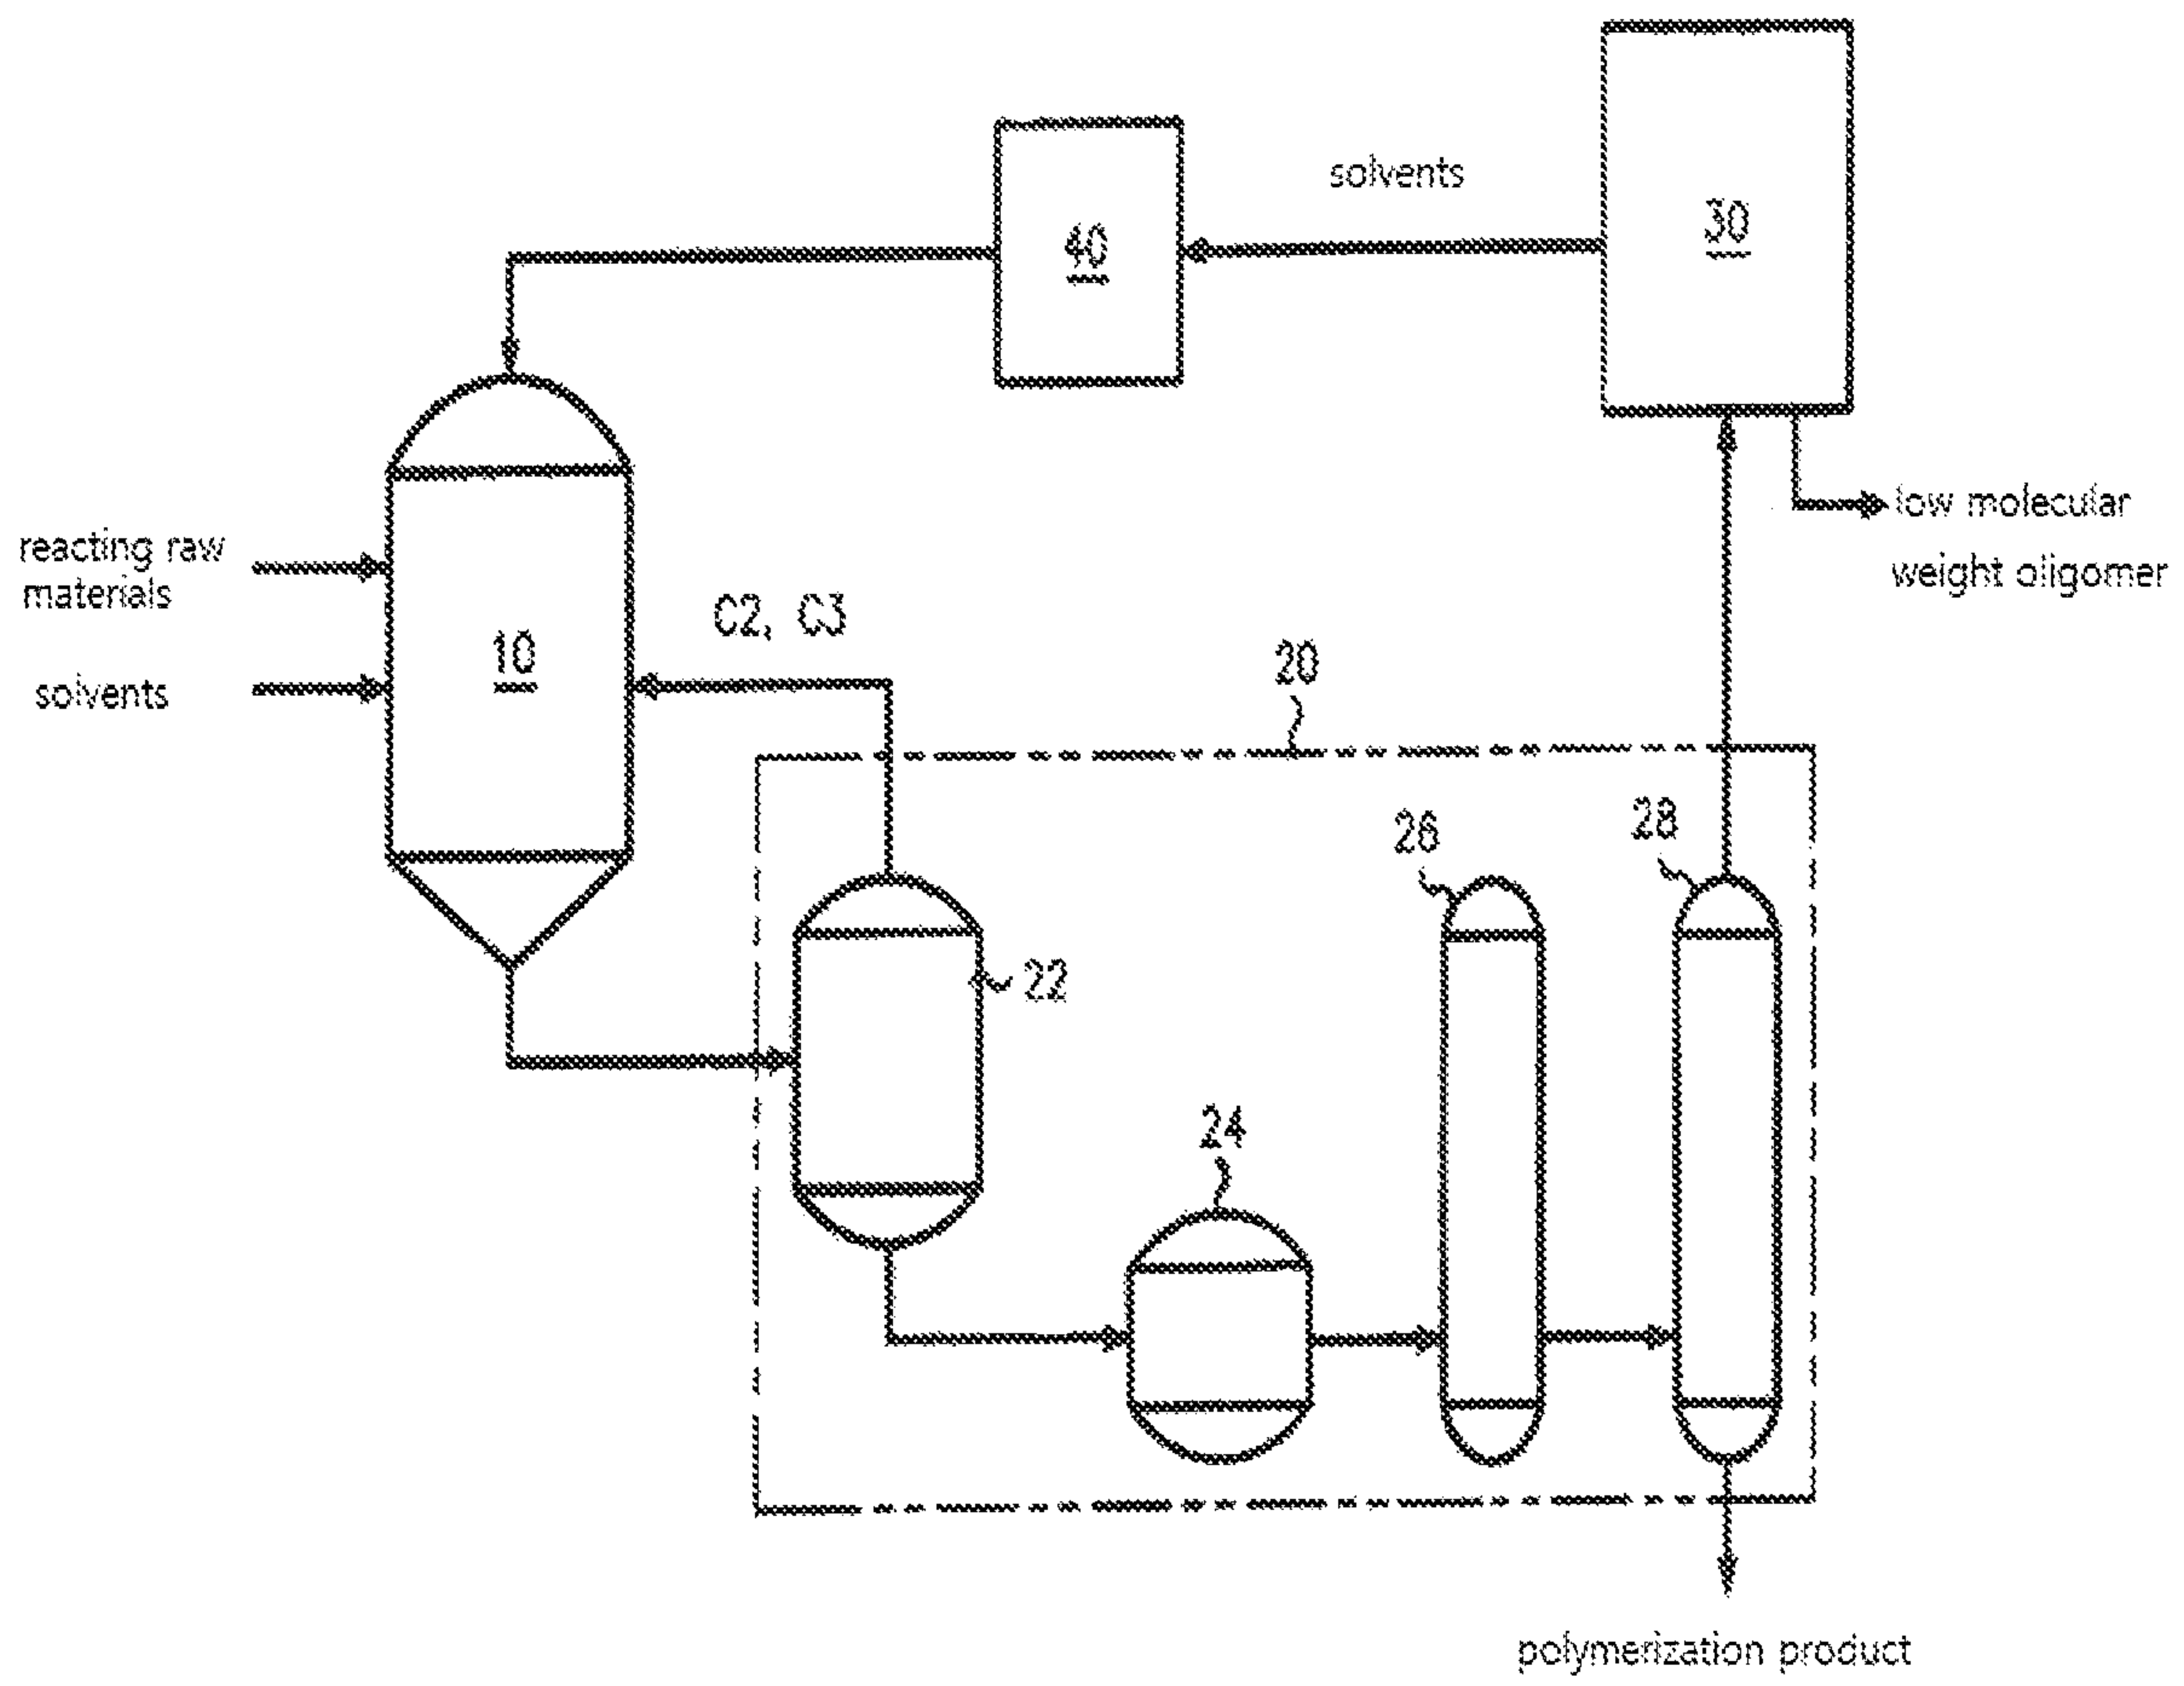 solvents
30
40
low molecular
weight oligomer
reacting raw
materials
C2, C3
10
solvents
20
26
28
22
24
polymerization product